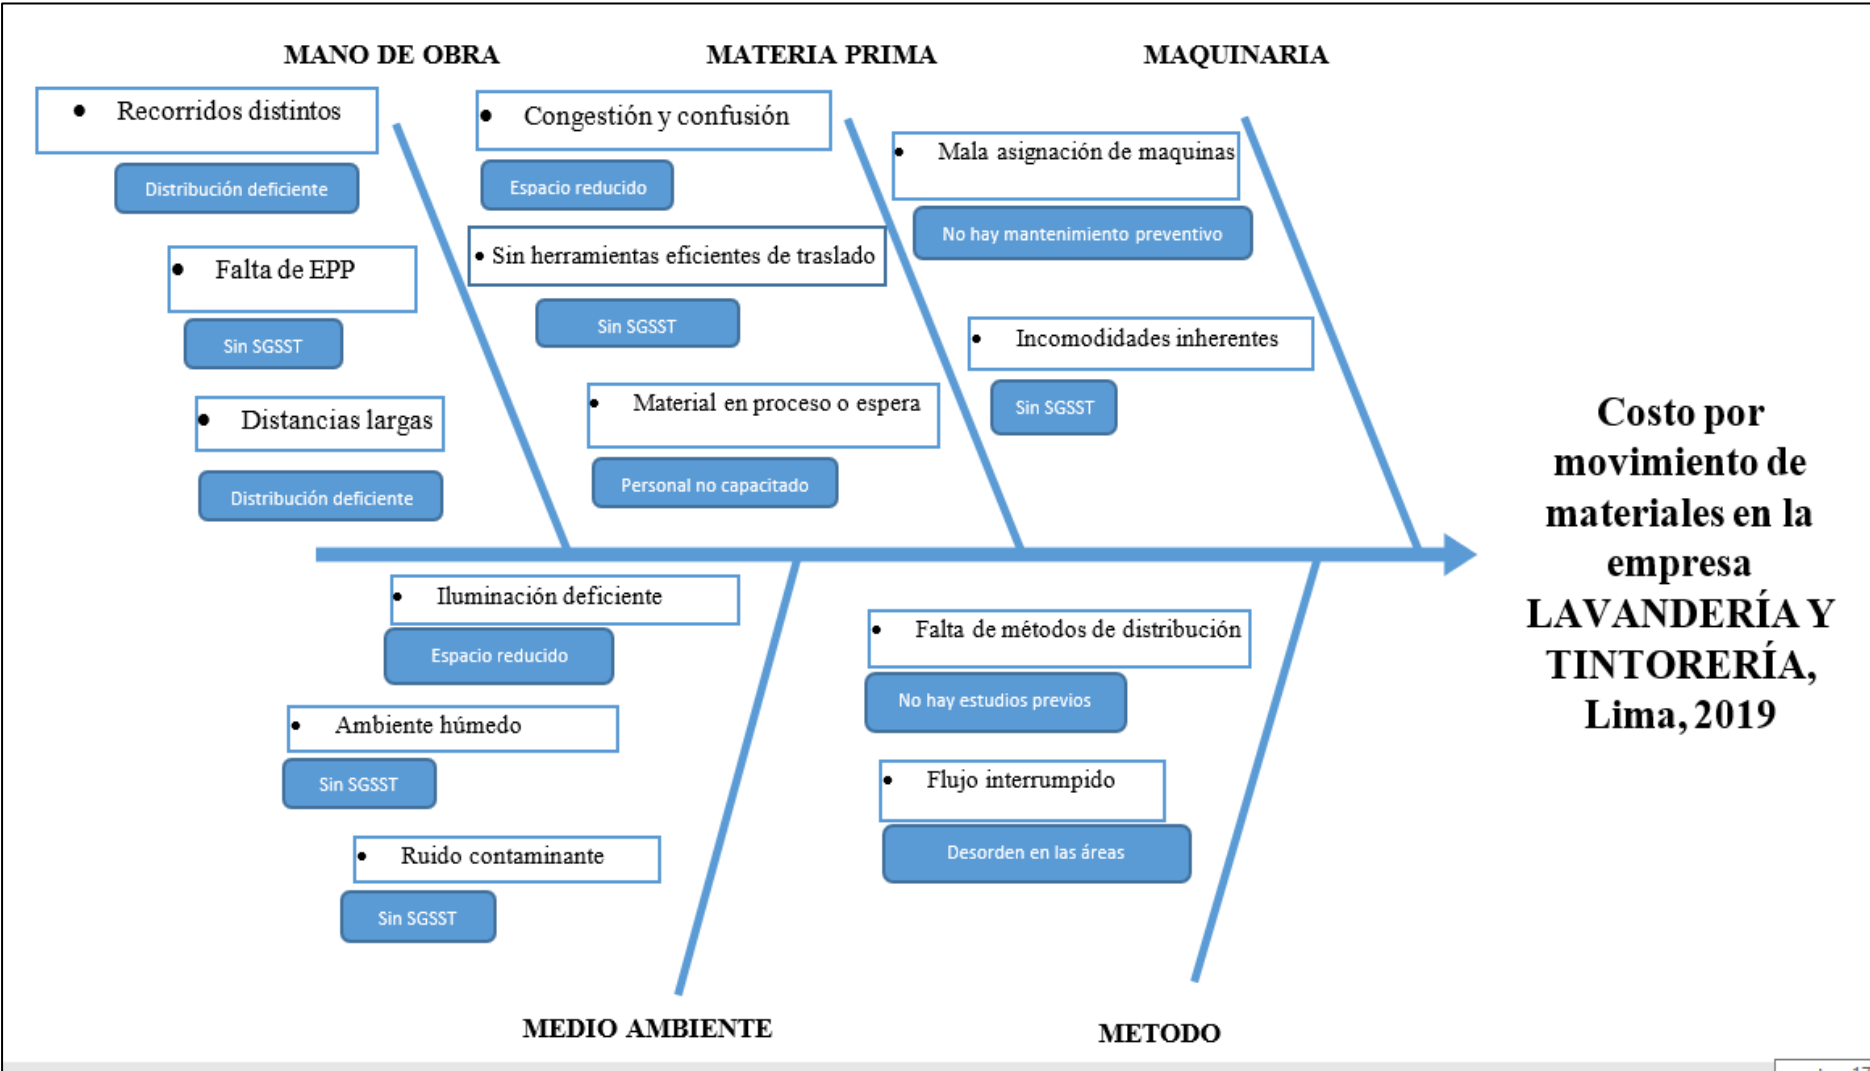 MANO DE OBRA
MATERIA PRIMA
MAQUINARIA
• Recorridos distintos
Distribución deficiente
• Falta de EPP
Sin SGSST
• Distancias largas
Distribución deficiente
• Congestión y confusión
Espacio reducido
• Sin herramientas eficientes de traslado
Sin SGSST
• Material en proceso o espera
Personal no capacitado
• Mala asignación de maquinas
No hay mantenimiento preventivo
• Incomodidades inherentes
Sin SGSST
Costo por
movimiento de
materiales en la
empresa
LAVANDERÍA Y
TINTORERÍA,
Lima, 2019
• Iluminación deficiente
Espacio reducido
• Ambiente húmedo
Sin SGSST
• Ruido contaminante
Sin SGSST
• Falta de métodos de distribución
No hay estudios previos
• Flujo interrumpido
Desorden en las áreas
MEDIO AMBIENTE
METODO